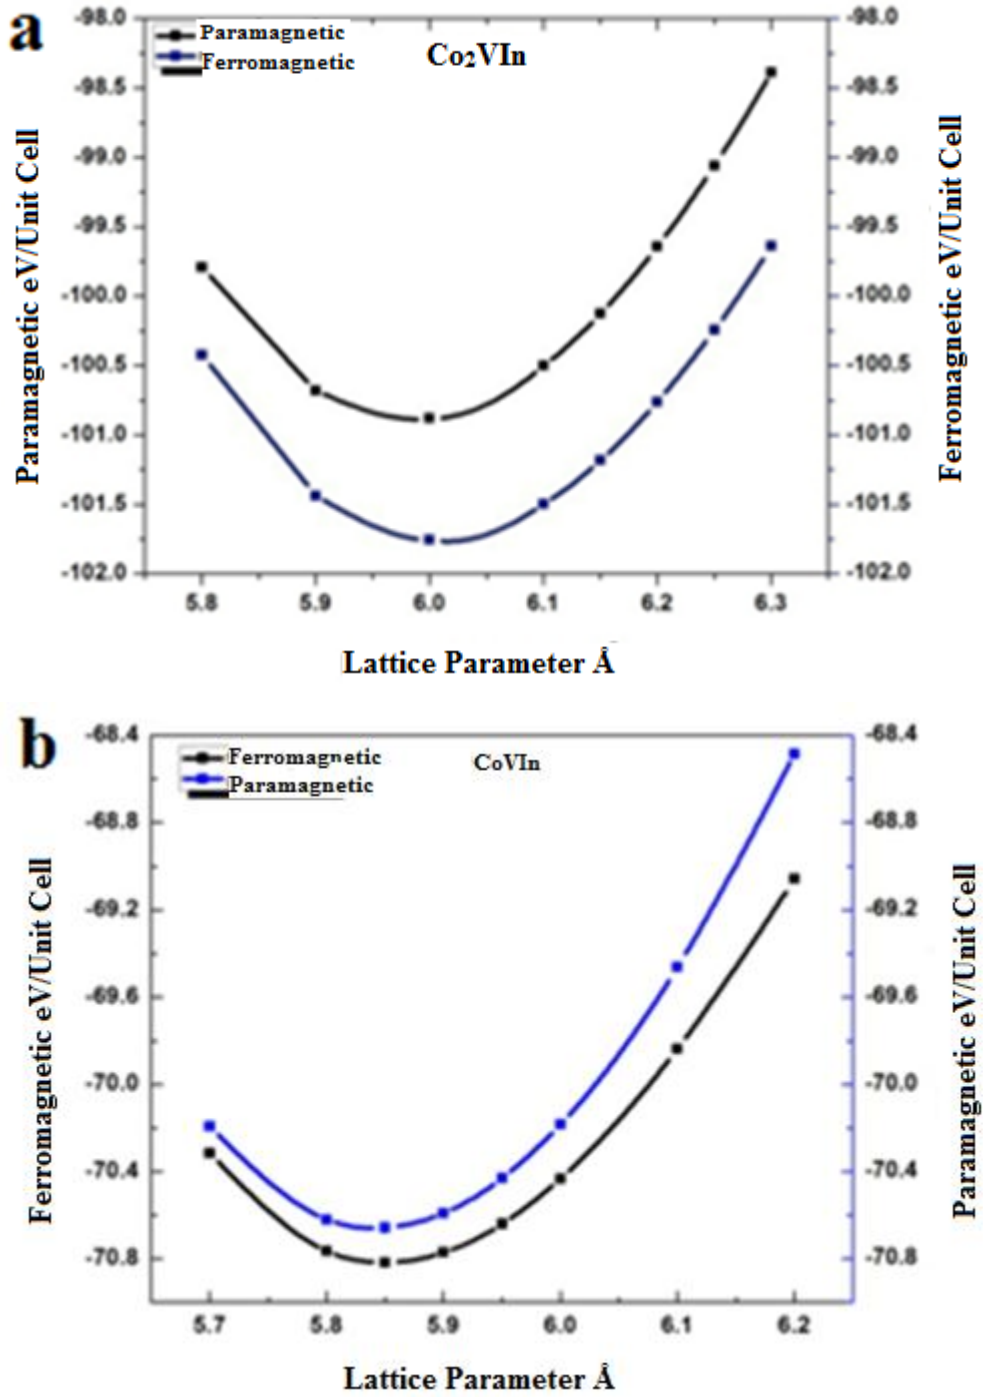 a
Paramagnetic
Ferromagnetic
Co₂VIn
Paramagnetic eV/Unit Cell
-98.0
-98.5
-99.0
-99.5
-100.0
-100.5
-101.0
-101.5
-102.0
-98.0
-98.5
-99.0
-99.5
-100.0
-100.5
-101.0
-101.5
-102.0
Ferromagnetic eV/Unit Cell
5.8 5.9 6.0 6.1 6.2 6.3
Lattice Parameter Å
b
Ferromagnetic
Paramagnetic
CoVIn
Ferromagnetic eV/Unit Cell
-68.4
-68.8
-69.2
-69.6
-70.0
-70.4
-70.8
-68.4
-68.8
-69.2
-69.6
-70.0
-70.4
-70.8
Paramagnetic eV/Unit Cell
5.7 5.8 5.9 6.0 6.1 6.2
Lattice Parameter Å